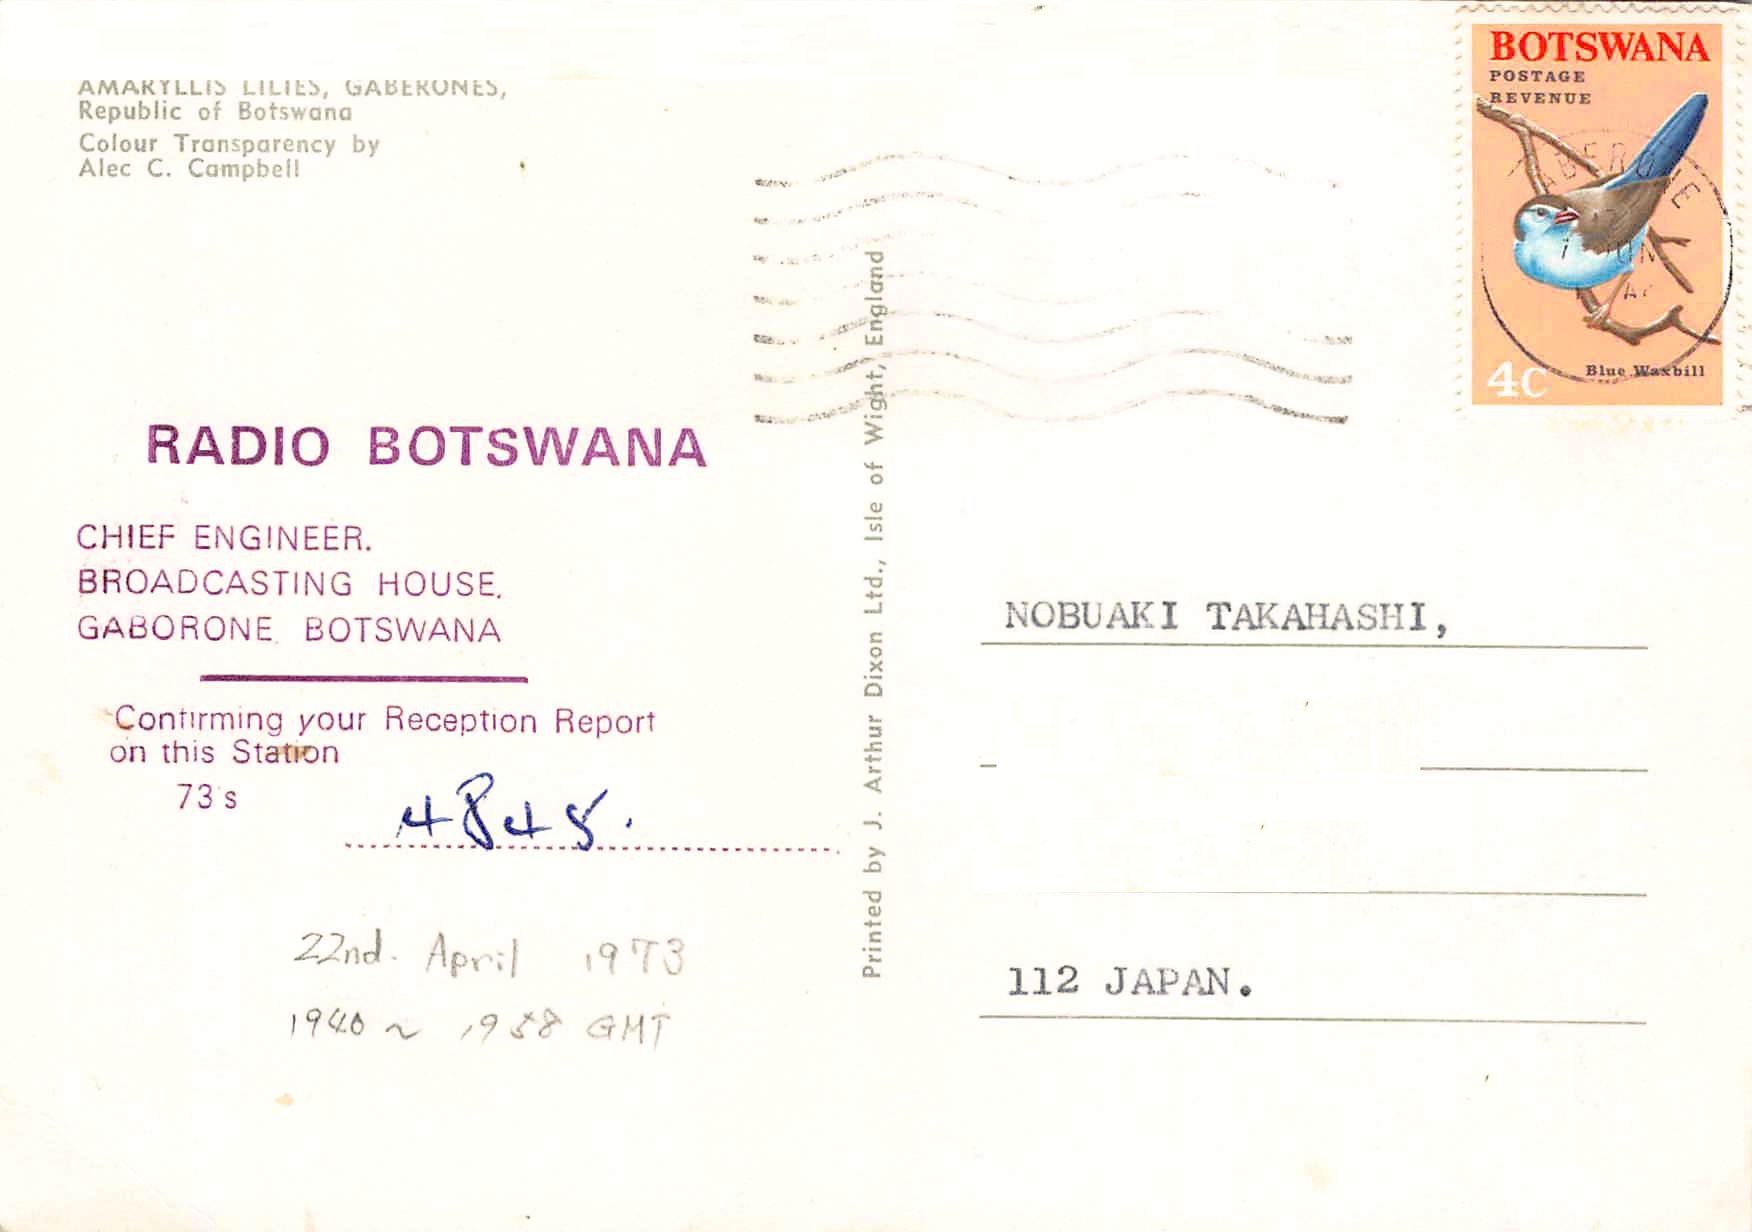 AMARYLLIS LILIES, GABERONES,
Republic of Botswana
Colour Transparency by
Alec C. Campbell
BOTSWANA
POSTAGE
REVENUE
4c
Blue Waxbill
RADIO BOTSWANA
CHIEF ENGINEER.
BROADCASTING HOUSE,
GABORONE. BOTSWANA
Confirming your Reception Report
on this Station
73's
4845.
22nd. April 1973
1940 ~ 1958 GMT
Printed by J. Arthur Dixon Ltd., Isle of Wight, England
NOBUAKI TAKAHASHI,
112 JAPAN.